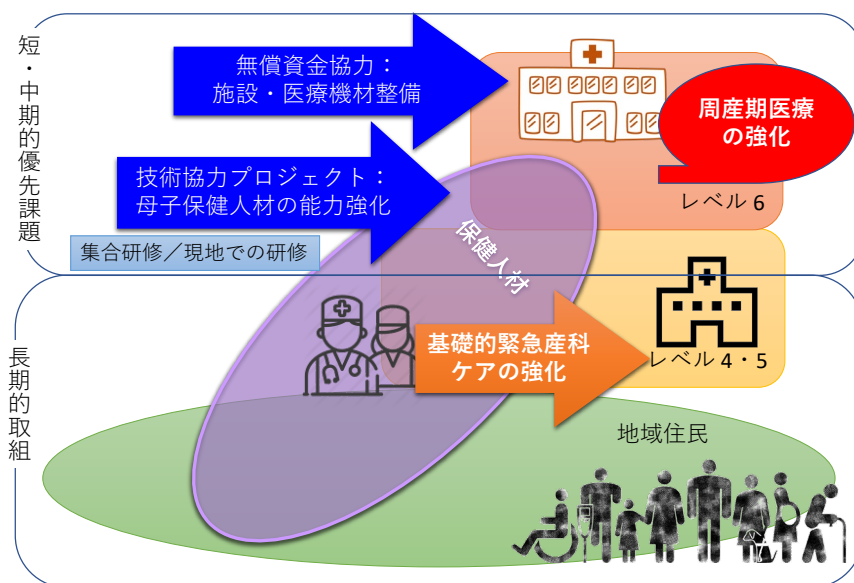 短・中期的優先課題
無償資金協力：
施設・医療機材整備
周産期医療
の強化
技術協力プロジェクト：
母子保健人材の能力強化
レベル 6
集合研修／現地での研修
保健人材
長期的取組
基礎的緊急産科
ケアの強化
レベル 4・5
地域住民